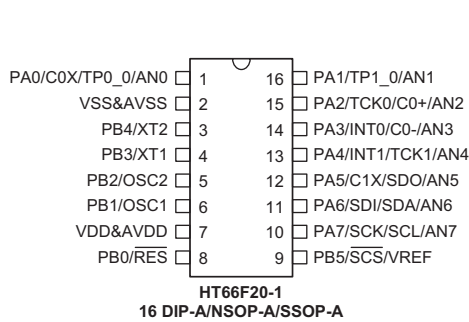 PA0/C0X/TP0_0/AN0 1 16 PA1/TP1_0/AN1
VSS&AVSS 2 15 PA2/TCK0/C0+/AN2
PB4/XT2 3 14 PA3/INT0/C0-/AN3
PB3/XT1 4 13 PA4/INT1/TCK1/AN4
PB2/OSC2 5 12 PA5/C1X/SDO/AN5
PB1/OSC1 6 11 PA6/SDI/SDA/AN6
VDD&AVDD 7 10 PA7/SCK/SCL/AN7
PB0/RES 8 9 PB5/SCS/VREF
HT66F20-1
16 DIP-A/NSOP-A/SSOP-A